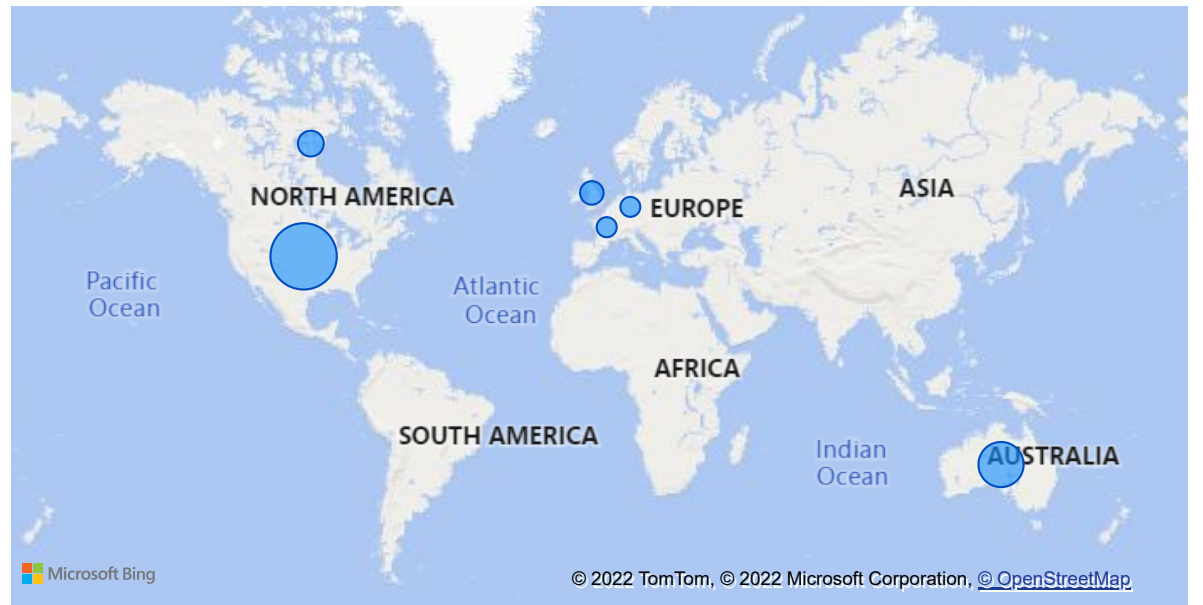 NORTH AMERICA
EUROPE
ASIA
Pacific
Ocean
Atlantic
Ocean
AFRICA
SOUTH AMERICA
Indian
Ocean
AUSTRALIA
Microsoft Bing
© 2022 TomTom, © 2022 Microsoft Corporation, © OpenStreetMap